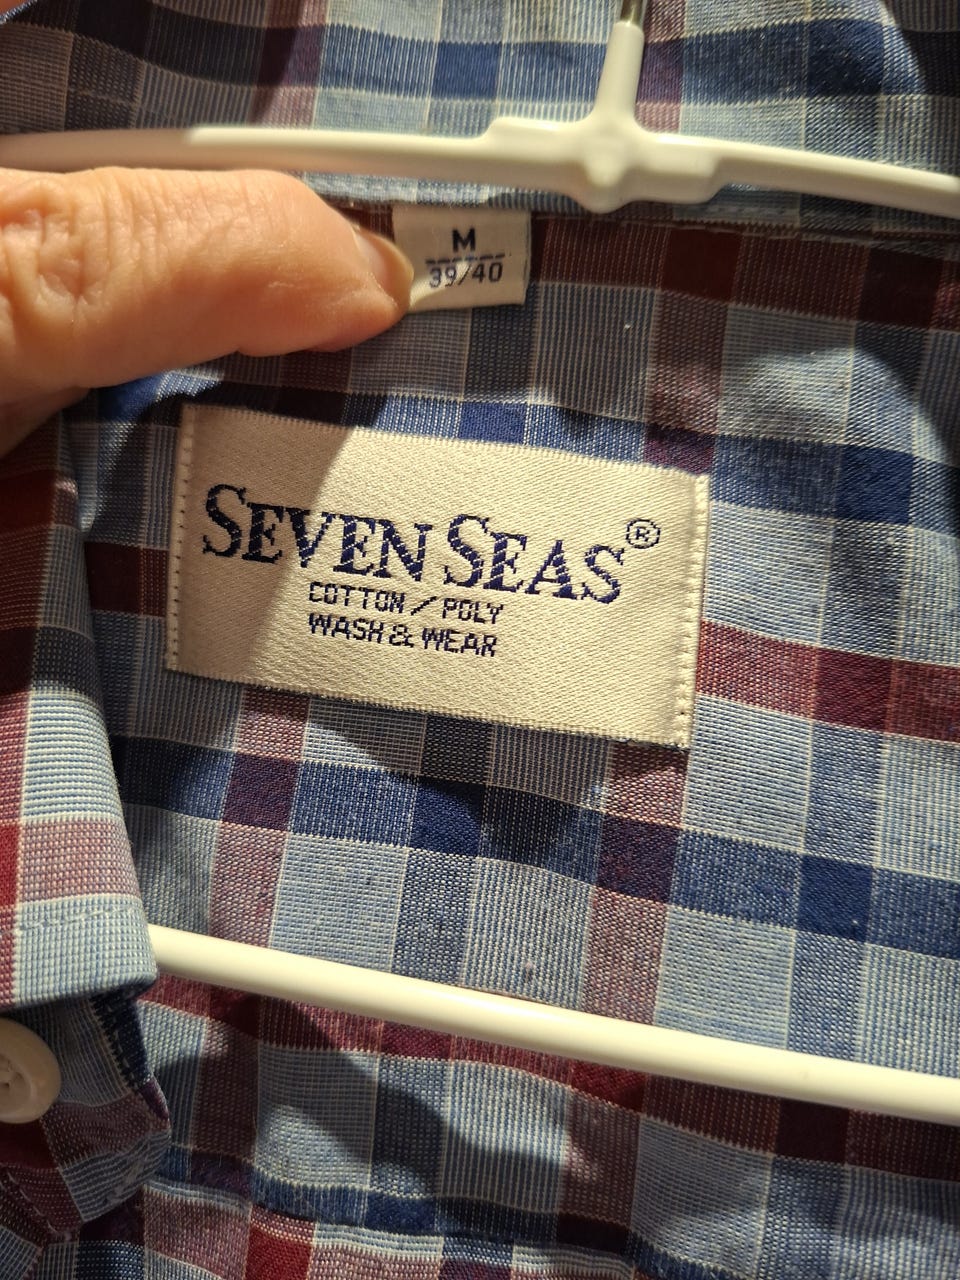 M
39/40
SEVEN SEAS®
COTTON / POLY
WASH & WEAR